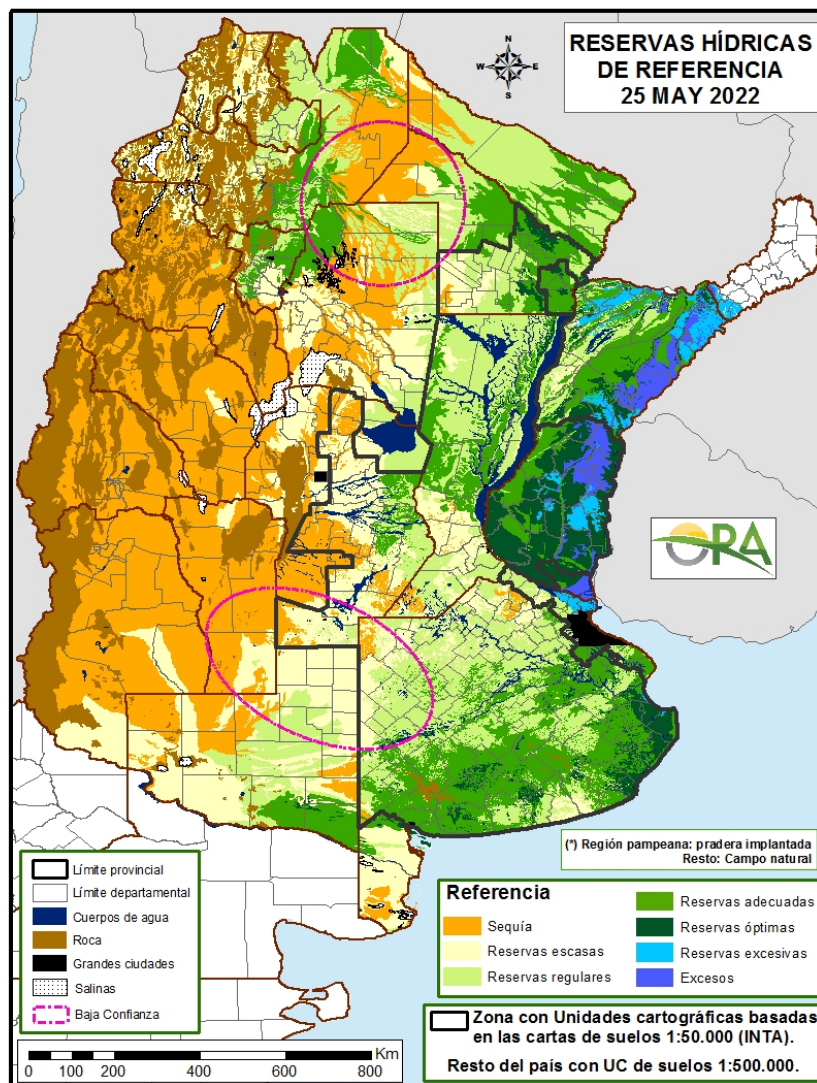 RESERVAS HÍDRICAS
DE REFERENCIA
25 MAY 2022
N
W E
S
ORA
(*) Región pampeana: pradera implantada
Resto: Campo natural
Límite provincial
Límite departamental
Cuerpos de agua
Roca
Grandes ciudades
Salinas
Baja Confianza
Referencia
Sequía
Reservas escasas
Reservas regulares
Reservas adecuadas
Reservas óptimas
Reservas excesivas
Excesos
Zona con Unidades cartográficas basadas
en las cartas de suelos 1:50.000 (INTA).
Resto del país con UC de suelos 1:500.000.
Km
0 100 200 400 600 800